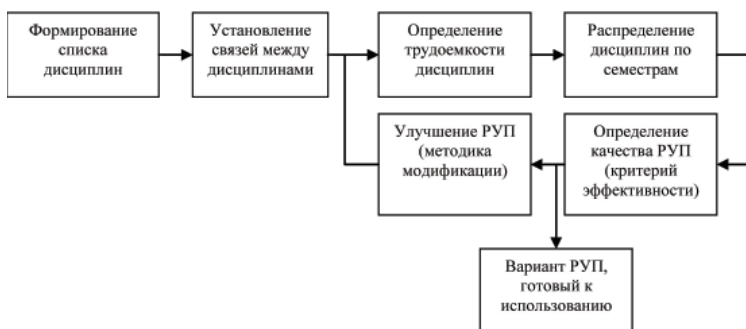 Формирование
списка
дисциплин
Установление
связей между
дисциплинами
Определение
трудоемкости
дисциплин
Распределение
дисциплин по
семестрам
Улучшение РУП
(методика
модификации)
Определение
качества РУП
(критерий
эффективности)
Вариант РУП,
готовый к
использованию